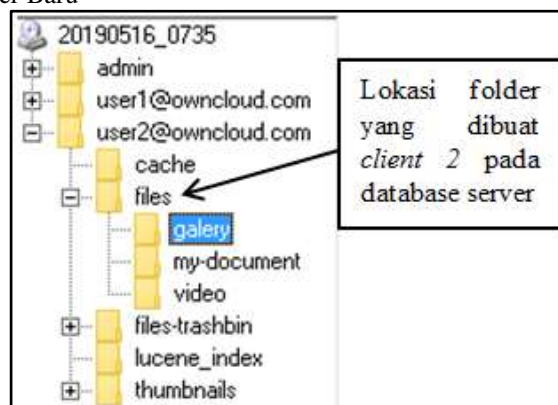 20190516_0735
admin
user1@owncloud.com
user2@owncloud.com
cache
files
galery
my-document
video
files-trashbin
lucene_index
thumbnails
Lokasi folder
yang dibuat
client 2 pada
database server